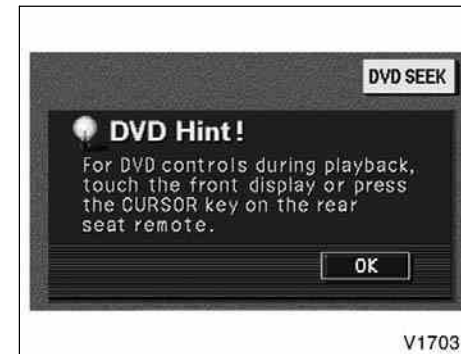 DVD SEEK
DVD Hint!
For DVD controls during playback,
touch the front display or press
the CURSOR key on the rear
seat remote.
OK
V1703